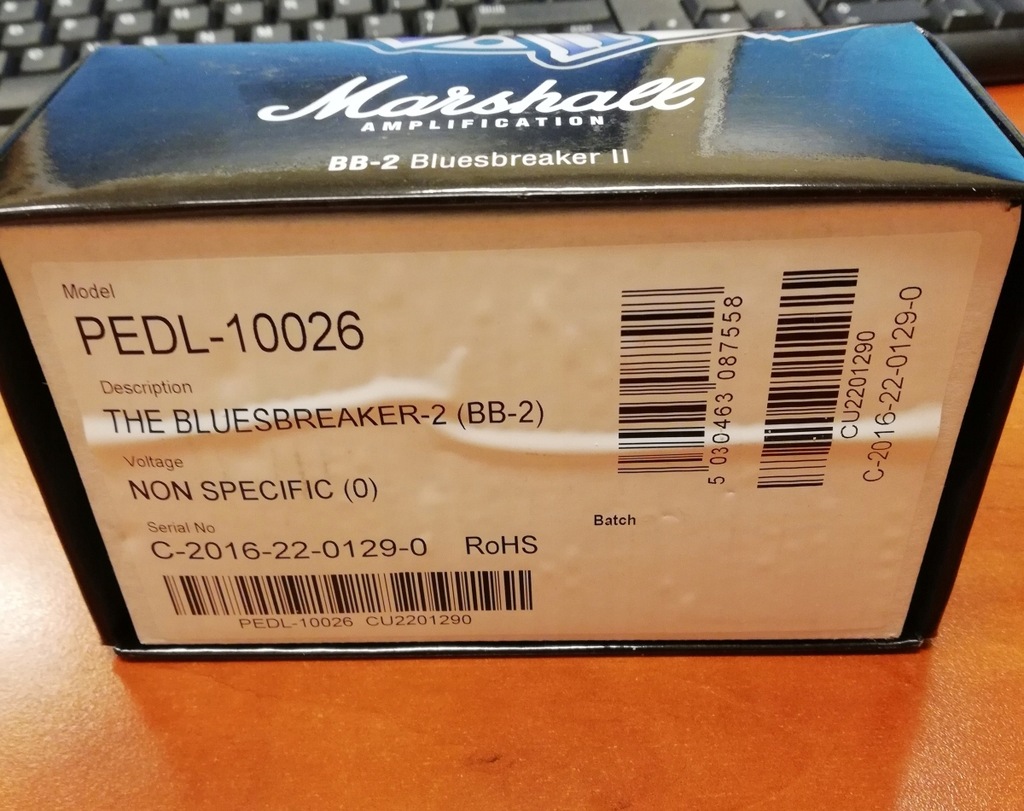 Marshall
AMPLIFICATION
BB-2 Bluesbreaker II
Model
PEDL-10026
Description
THE BLUESBREAKER-2 (BB-2)
Voltage
NON SPECIFIC (0)
Serial No
C-2016-22-0129-0 RoHS
PEDL-10026 CU2201290
5 030463 087558
CU2201290
C-2016-22-0129-0
Batch